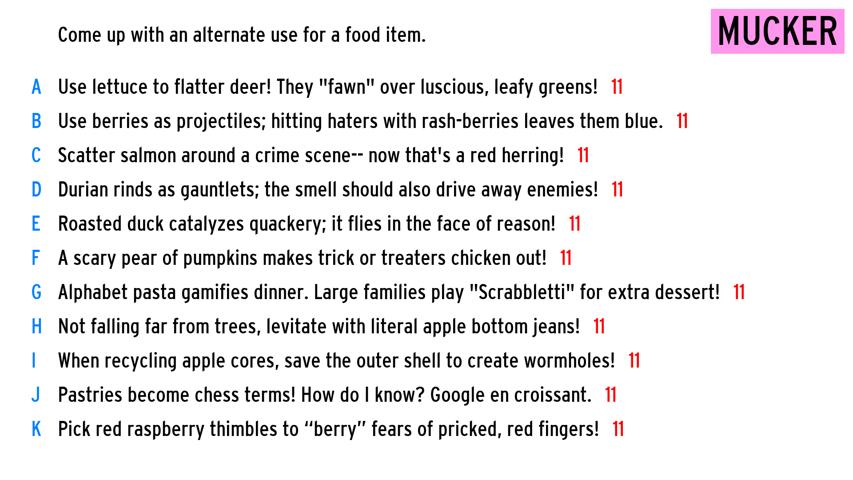 Come up with an alternate use for a food item.
MUCKER
A Use lettuce to flatter deer! They "fawn" over luscious, leafy greens! 11
B Use berries as projectiles; hitting haters with rash-berries leaves them blue. 11
C Scatter salmon around a crime scene-- now that's a red herring! 11
D Durian rinds as gauntlets; the smell should also drive away enemies! 11
E Roasted duck catalyzes quackery; it flies in the face of reason! 11
F A scary pear of pumpkins makes trick or treaters chicken out! 11
G Alphabet pasta gamifies dinner. Large families play "Scrabbletti" for extra dessert! 11
H Not falling far from trees, levitate with literal apple bottom jeans! 11
I When recycling apple cores, save the outer shell to create wormholes! 11
J Pastries become chess terms! How do I know? Google en croissant. 11
K Pick red raspberry thimbles to “berry” fears of pricked, red fingers! 11